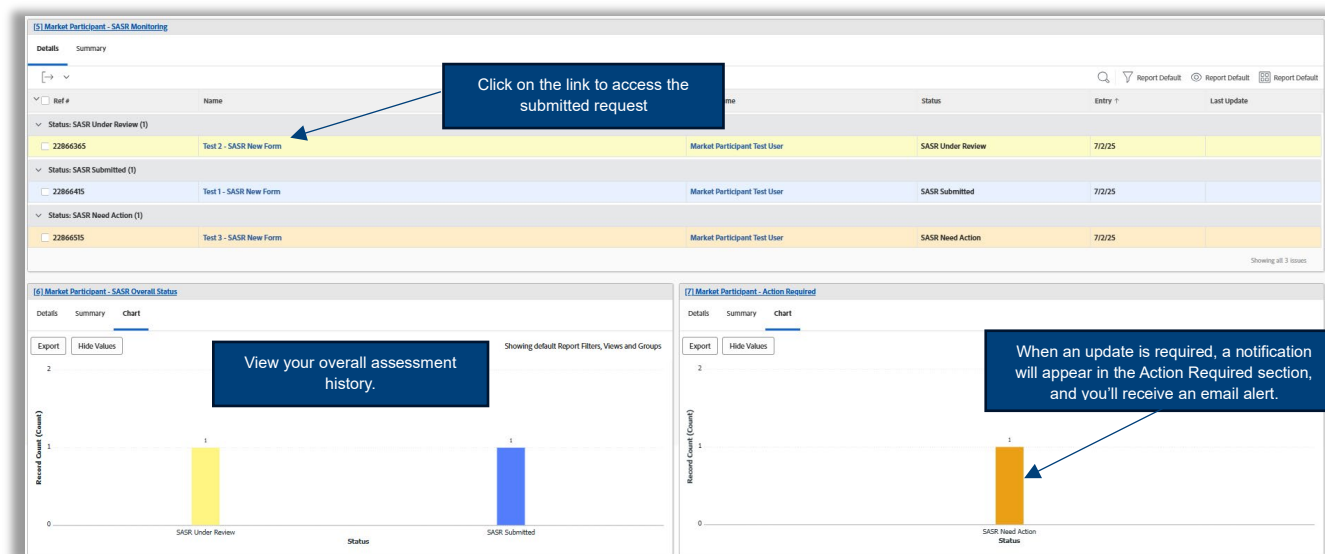 [5] Market Participant - SASR Monitoring
Details Summary
Click on the link to access the
submitted request
Report Default Report Default Report Default
Ref # Name me Status Entry ↑ Last Update
Status: SASR Under Review (1)
22866365 Test 2 - SASR New Form Market Participant Test User SASR Under Review 7/2/25
Status: SASR Submitted (1)
22866415 Test 1 - SASR New Form Market Participant Test User SASR Submitted 7/2/25
Status: SASR Need Action (1)
22866515 Test 3 - SASR New Form Market Participant Test User SASR Need Action 7/2/25
Showing all 3 issues
[6] Market Participant - SASR Overall Status
Details Summary Chart
Export Hide Values Showing default Report Filters, Views and Groups
View your overall assessment
history.
2
1
0
Record Count (Count)
1
1
SASR Under Review SASR Submitted
Status
[7] Market Participant - Action Required
Details Summary Chart
Export Hide Values
When an update is required, a notification
will appear in the Action Required section,
and you'll receive an email alert.
2
1
0
Record Count (Count)
1
SASR Need Action
Status